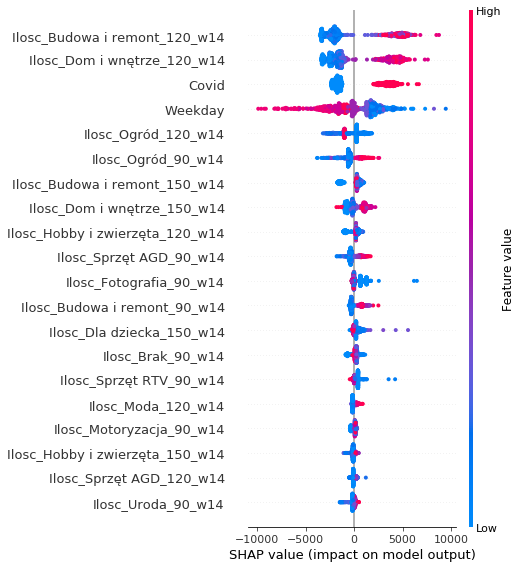 High
Ilosc_Budowa i remont_120_w14
Ilosc_Dom i wnętrze_120_w14
Covid
Weekday
Ilosc_Ogród_120_w14
Ilosc_Ogród_90_w14
Ilosc_Budowa i remont_150_w14
Ilosc_Dom i wnętrze_150_w14
Ilosc_Hobby i zwierzęta_120_w14
Ilosc_Sprzęt AGD_90_w14
Ilosc_Fotografia_90_w14
Ilosc_Budowa i remont_90_w14
Ilosc_Dla dziecka_150_w14
Ilosc_Brak_90_w14
Ilosc_Sprzęt RTV_90_w14
Ilosc_Moda_120_w14
Ilosc_Motoryzacja_90_w14
Ilosc_Hobby i zwierzęta_150_w14
Ilosc_Sprzęt AGD_120_w14
Ilosc_Uroda_90_w14
Feature value
Low
−10000 −5000 0 5000 10000
SHAP value (impact on model output)